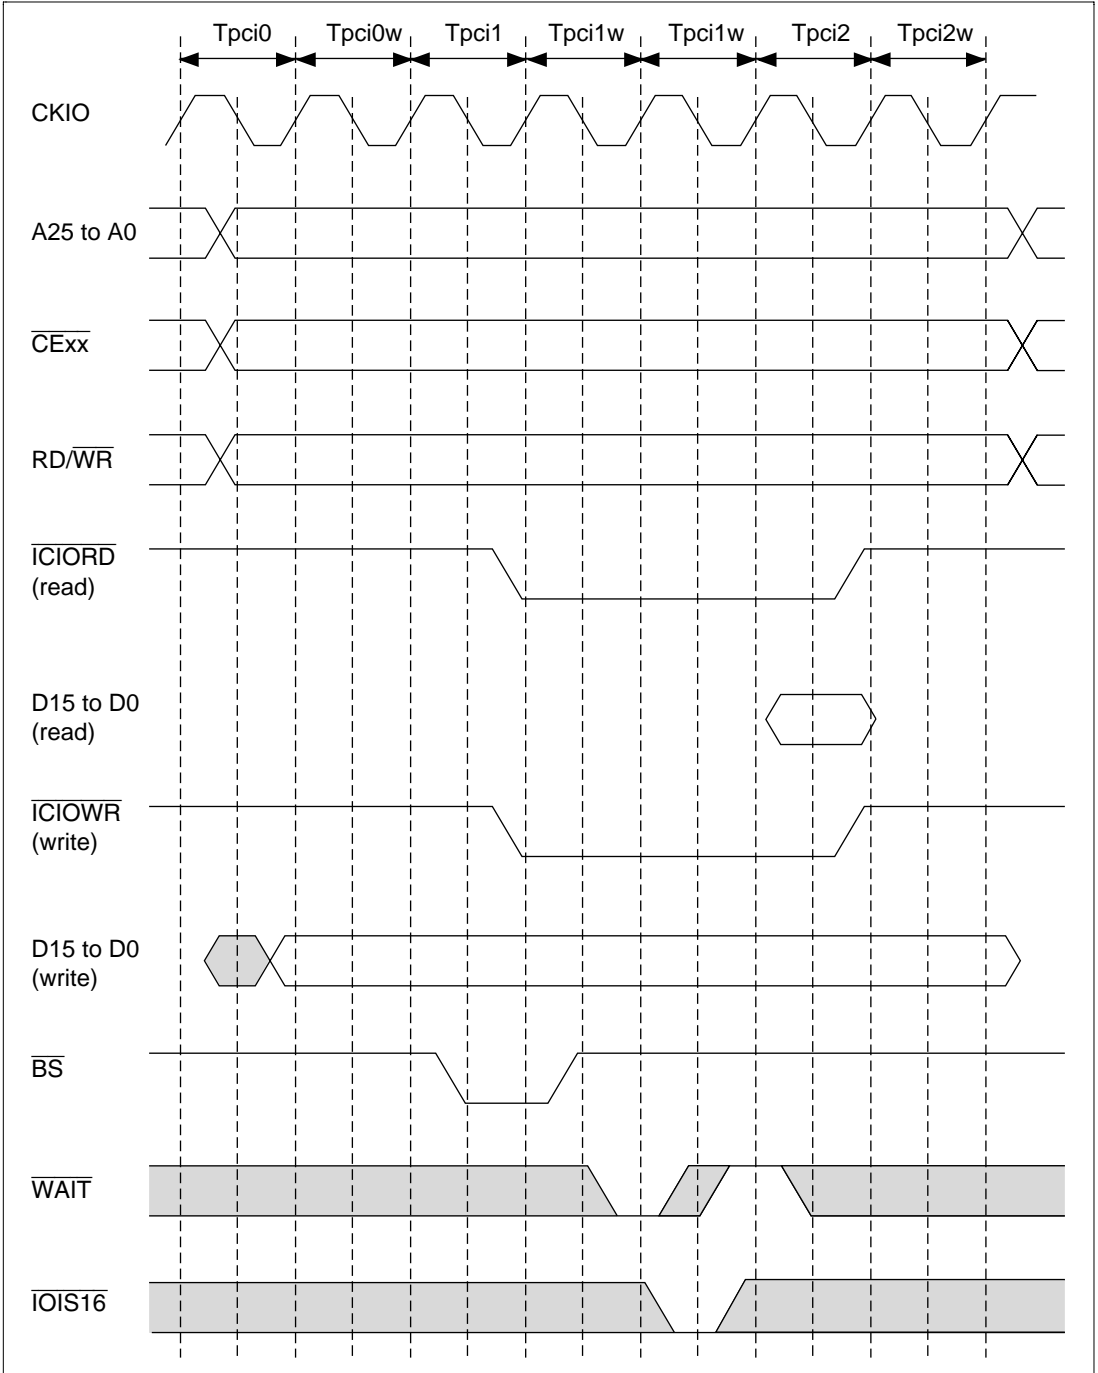 Tpci0 Tpci0w Tpci1 Tpci1w Tpci1w Tpci2 Tpci2w
CKIO
A25 to A0
CExx
RD/WR
ICIORD
(read)
D15 to D0
(read)
ICIOWR
(write)
D15 to D0
(write)
BS
WAIT
IOIS16